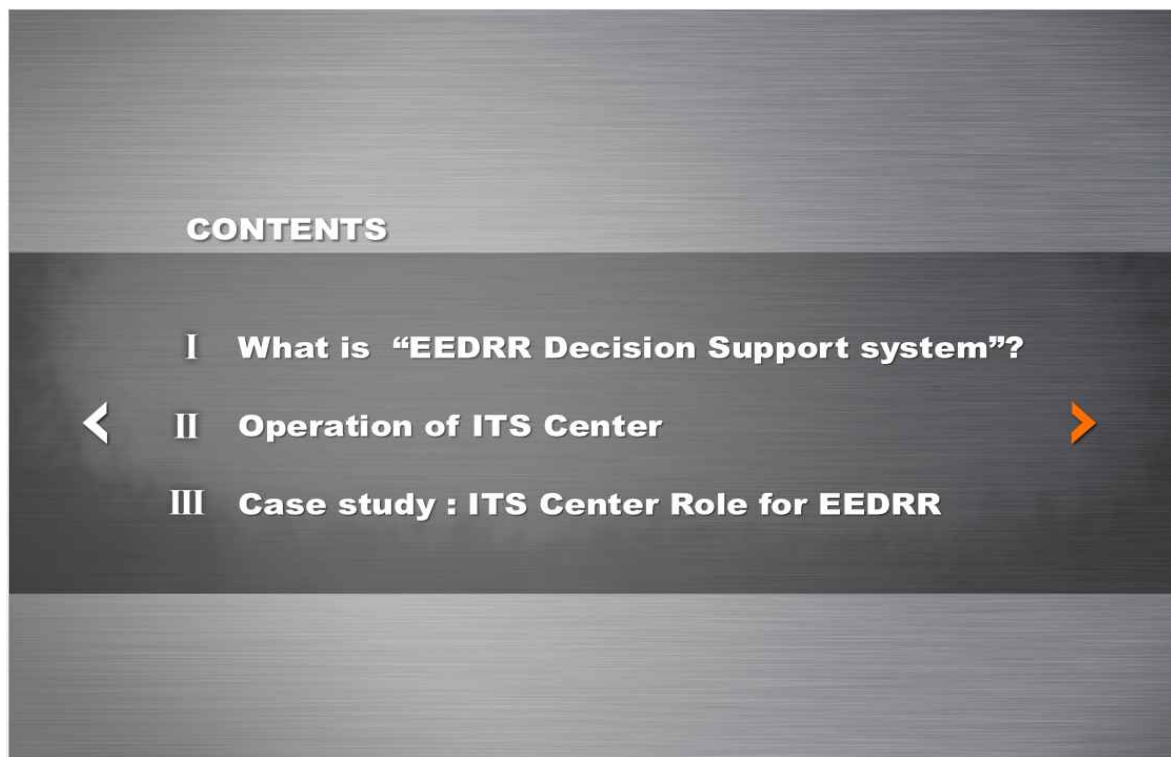 CONTENTS
I What is “EEDRR Decision Support system”?
II Operation of ITS Center
III Case study : ITS Center Role for EEDRR